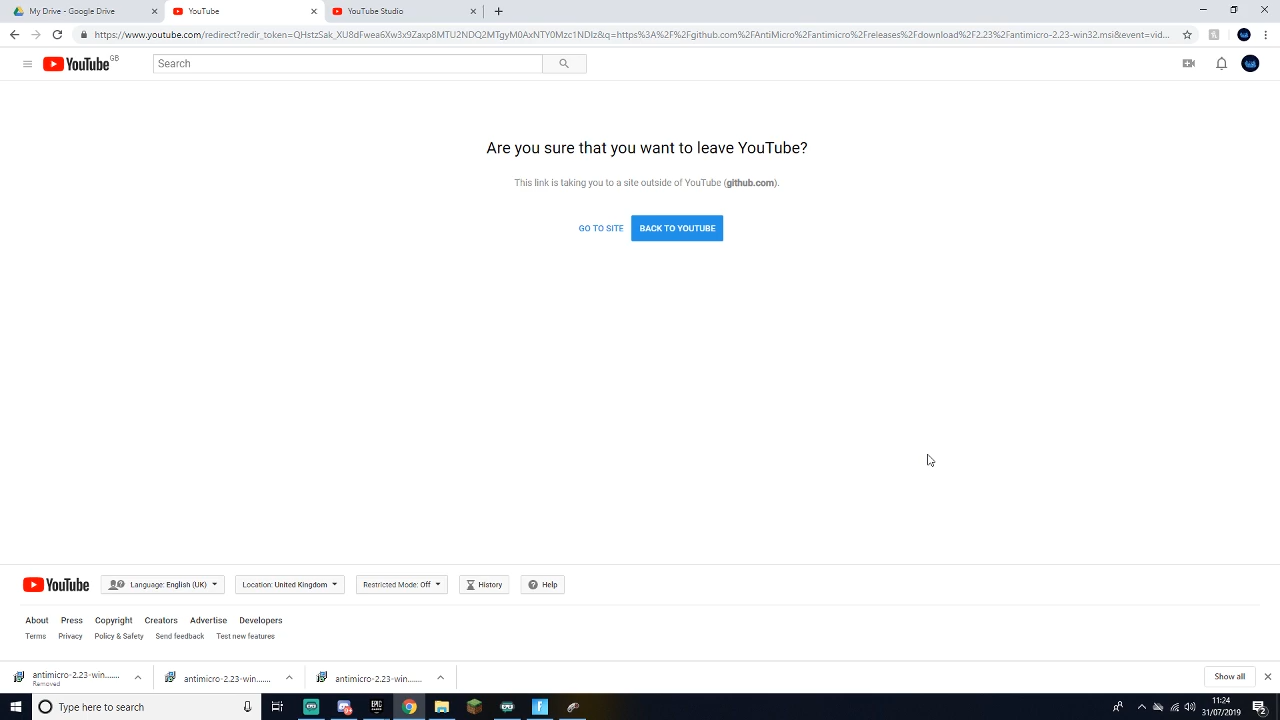 My Drive - Google Drive
YouTube
YouTube Studio
https://www.youtube.com/redirect?redir_token=QHstzSak_XU8dFwea6Xw3x9Zaxp8MTU2NDQ2MTgyM0AxNTY0Mzc1NDIz&q=https%3A%2F%2Fgithub.com%2FAntiMicro%2Fantimicro%2Freleases%2Fdownload%2F2.23%2Fantimicro-2.23-win32.msi&event=vid...
YouTube GB
Search
Are you sure that you want to leave YouTube?
This link is taking you to a site outside of YouTube (github.com).
GO TO SITE
BACK TO YOUTUBE
YouTube
Language: English (UK)
Location: United Kingdom
Restricted Mode: Off
History
Help
About Press Copyright Creators Advertise Developers
Terms Privacy Policy & Safety Send feedback Test new features
antimicro-2.23-win......
Removed
antimicro-2.23-win......
antimicro-2.23-win......
Show all
Type here to search
EPIC
11:24
31/07/2019
2